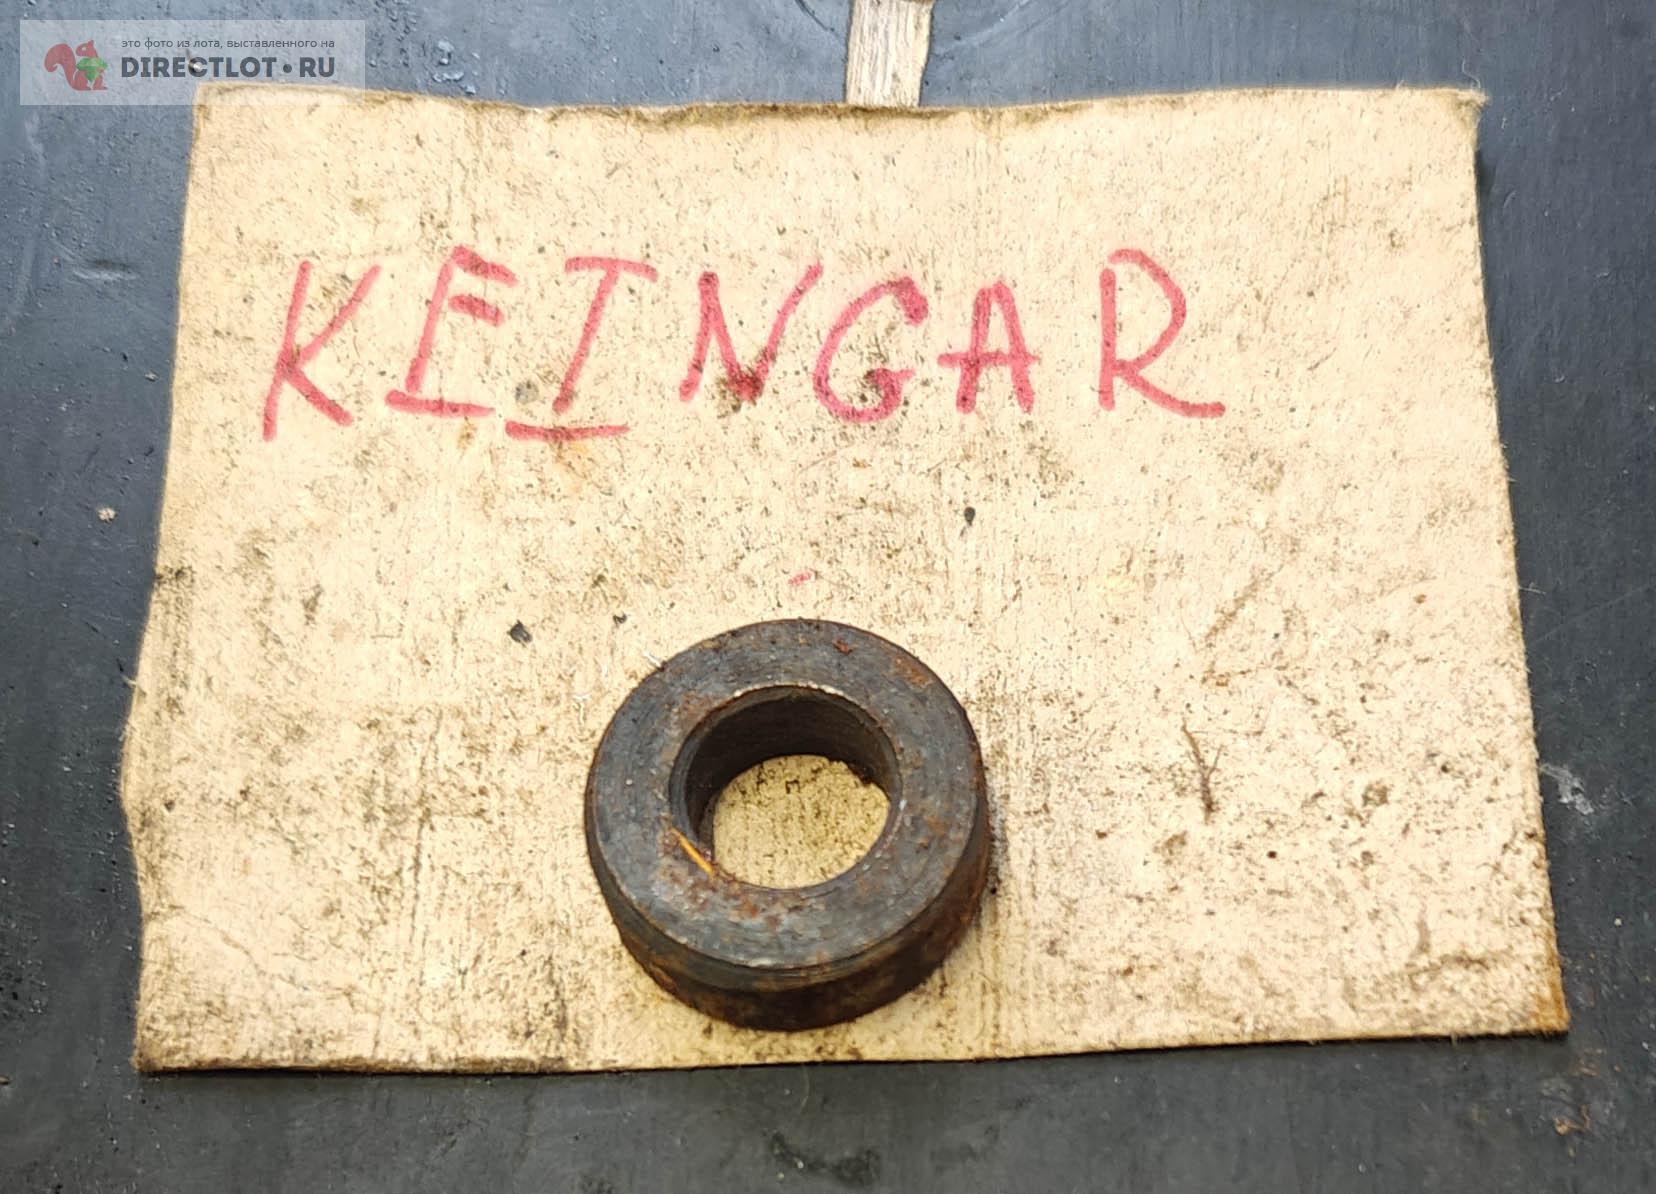 это фото из лота, выставленного на
DIRECTLOT•RU
KEINGAR